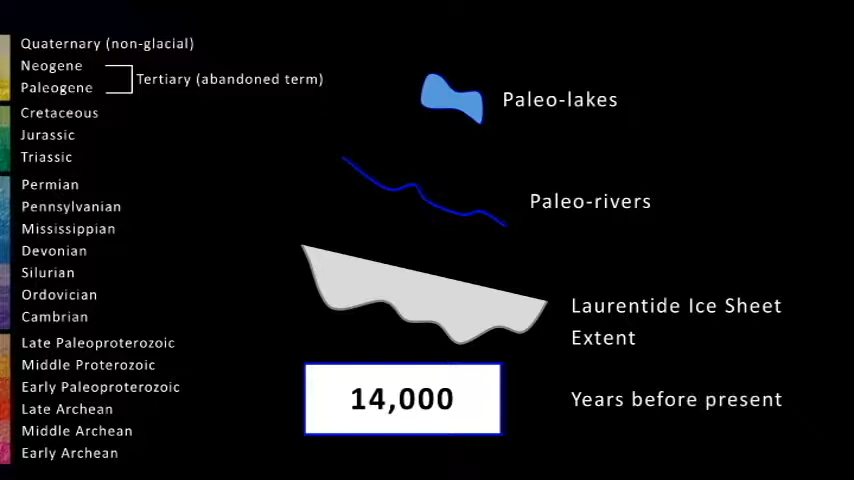 Quaternary (non-glacial)
Neogene
Paleogene
Tertiary (abandoned term)
Cretaceous
Jurassic
Triassic
Permian
Pennsylvanian
Mississippian
Devonian
Silurian
Ordovician
Cambrian
Late Paleoproterozoic
Middle Proterozoic
Early Paleoproterozoic
Late Archean
Middle Archean
Early Archean
Paleo-lakes
Paleo-rivers
Laurentide Ice Sheet
Extent
14,000
Years before present